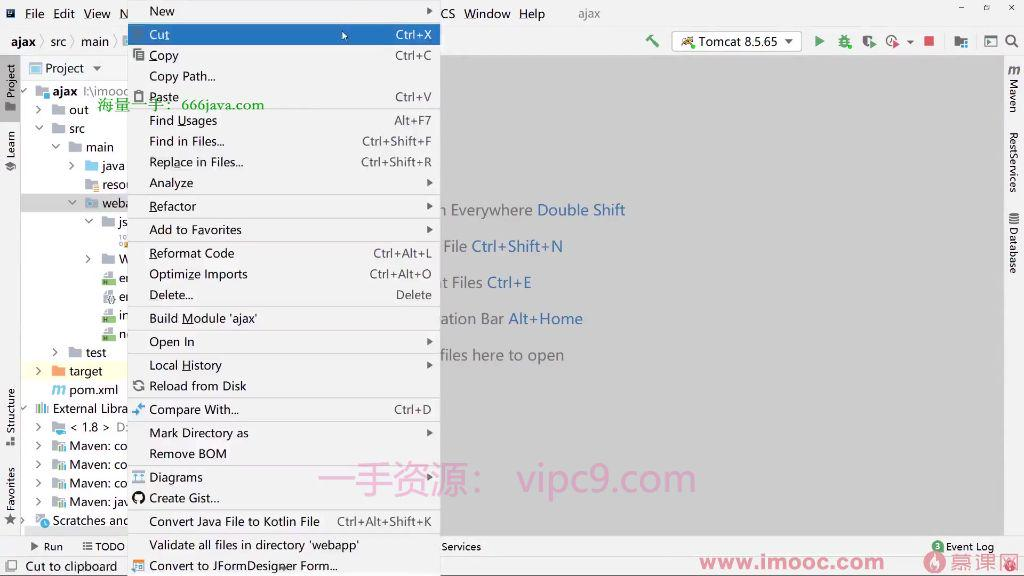 File Edit View N CS Window Help ajax
ajax src main Tomcat 8.5.65
Project
ajax I:\imooc
out
src
main
java
resou
weba
js
W
en
en
in
n
test
target
pom.xml
External Libra
< 1.8 > D:
Maven: co
Maven: co
Maven: co
Maven: jav
Scratches and
Project
Learn
Structure
Favorites
New
Cut Ctrl+X
Copy Ctrl+C
Copy Path...
Paste Ctrl+V
Find Usages Alt+F7
Find in Files... Ctrl+Shift+F
Replace in Files... Ctrl+Shift+R
Analyze
Refactor
Add to Favorites
Reformat Code Ctrl+Alt+L
Optimize Imports Ctrl+Alt+O
Delete... Delete
Build Module 'ajax'
Open In
Local History
Reload from Disk
Compare With... Ctrl+D
Mark Directory as
Remove BOM
Diagrams
Create Gist...
Convert Java File to Kotlin File Ctrl+Alt+Shift+K
Validate all files in directory 'webapp'
Convert to JFormDesigner Form...
海量一手：666java.com
h Everywhere Double Shift
File Ctrl+Shift+N
t Files Ctrl+E
ation Bar Alt+Home
files here to open
Maven
RestServices
Database
一手资源： vipc9.com
Run TODO Services Event Log
Cut to clipboard
www.imooc.com 慕课网